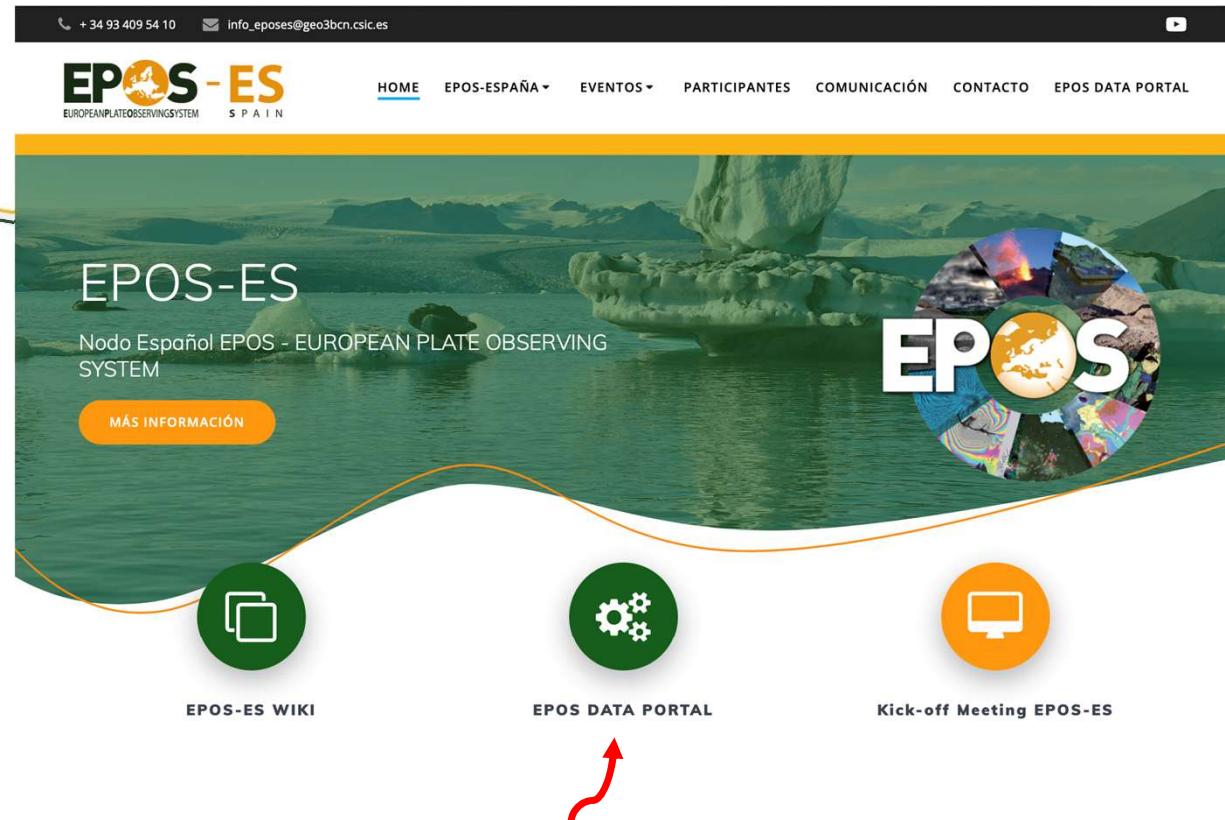 + 34 93 409 54 10 info_eposes@geo3bcn.csic.es
EPOS - ES
EUROPEANPLATEOBSERVINGSYSTEM SPAIN
HOME EPOS-ESPAÑA EVENTOS PARTICIPANTES COMUNICACIÓN CONTACTO EPOS DATA PORTAL
EPOS-ES
Nodo Español EPOS - EUROPEAN PLATE OBSERVING
SYSTEM
MÁS INFORMACIÓN
EPOS
EPOS-ES WIKI
EPOS DATA PORTAL
Kick-off Meeting EPOS-ES